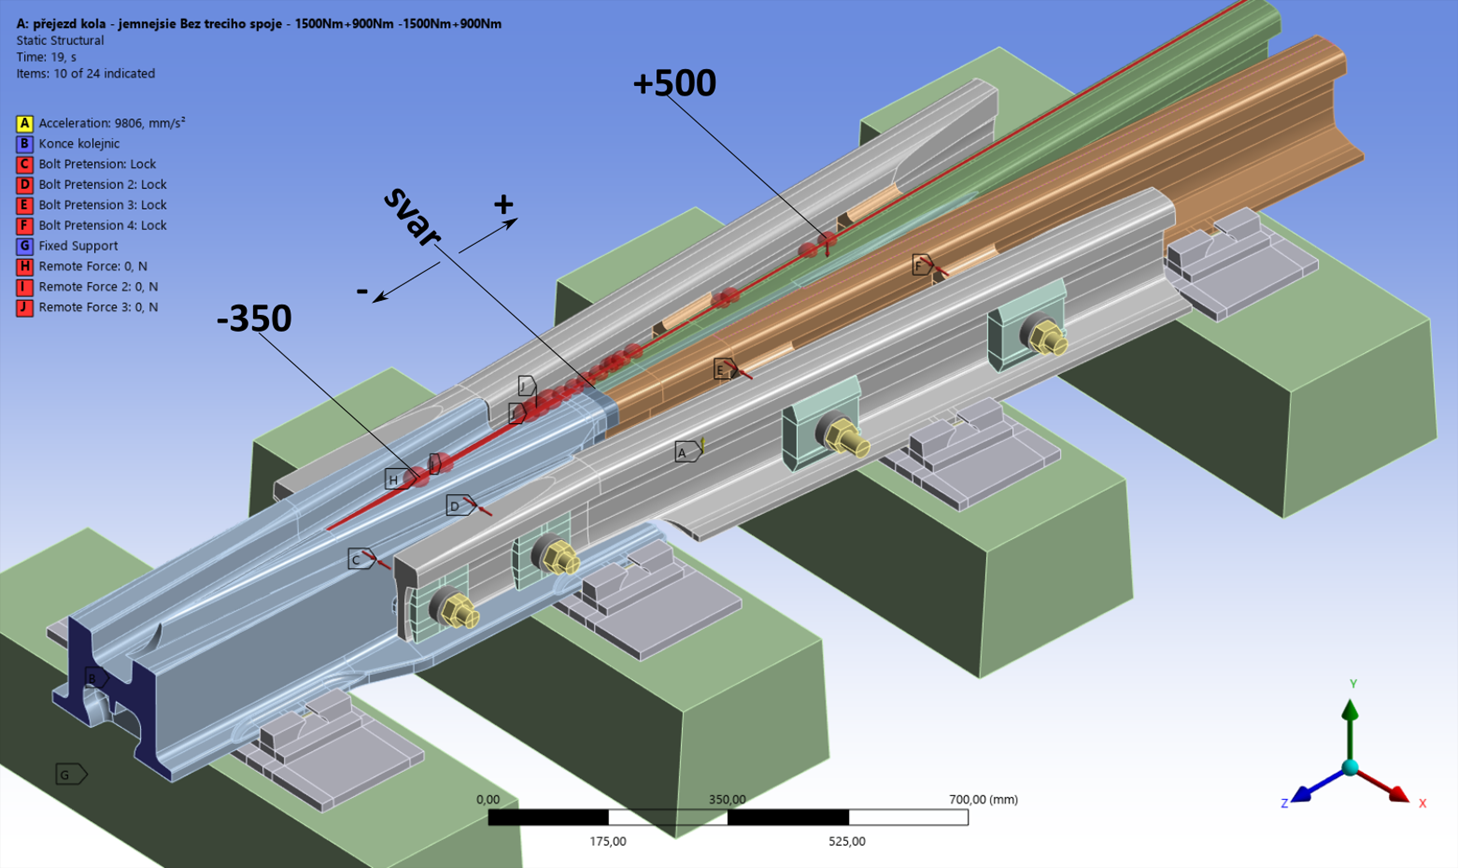 A: přejezd kola - jemnejsie Bez treciho spoje - 1500Nm+900Nm -1500Nm+900Nm
Static Structural
Time: 19, s
Items: 10 of 24 indicated
A Acceleration: 9806, mm/s²
B Konce kolejnic
C Bolt Pretension: Lock
D Bolt Pretension 2: Lock
E Bolt Pretension 3: Lock
F Bolt Pretension 4: Lock
G Fixed Support
H Remote Force: 0, N
I Remote Force 2: 0, N
J Remote Force 3: 0, N
+500
svar
+
-
-350
F
E
J
A
H
D
C
B
G
0,00
350,00
700,00 (mm)
175,00
525,00
Y
Z
X